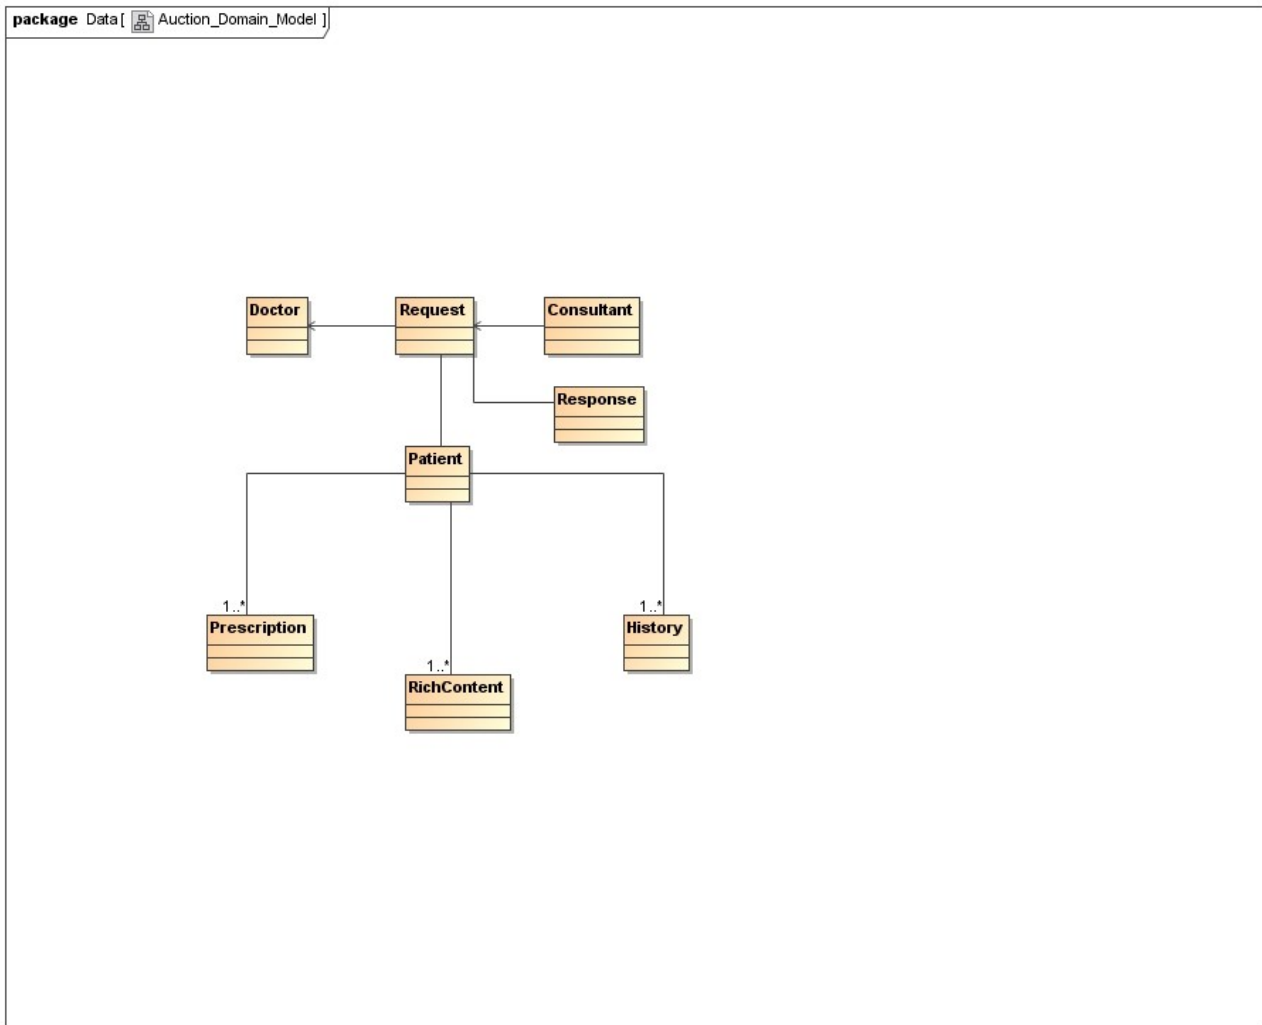 package Data[ Auction_Domain_Model ]
Doctor
Request
Consultant
Response
Patient
1..*
1..*
Prescription
History
1..*
RichContent